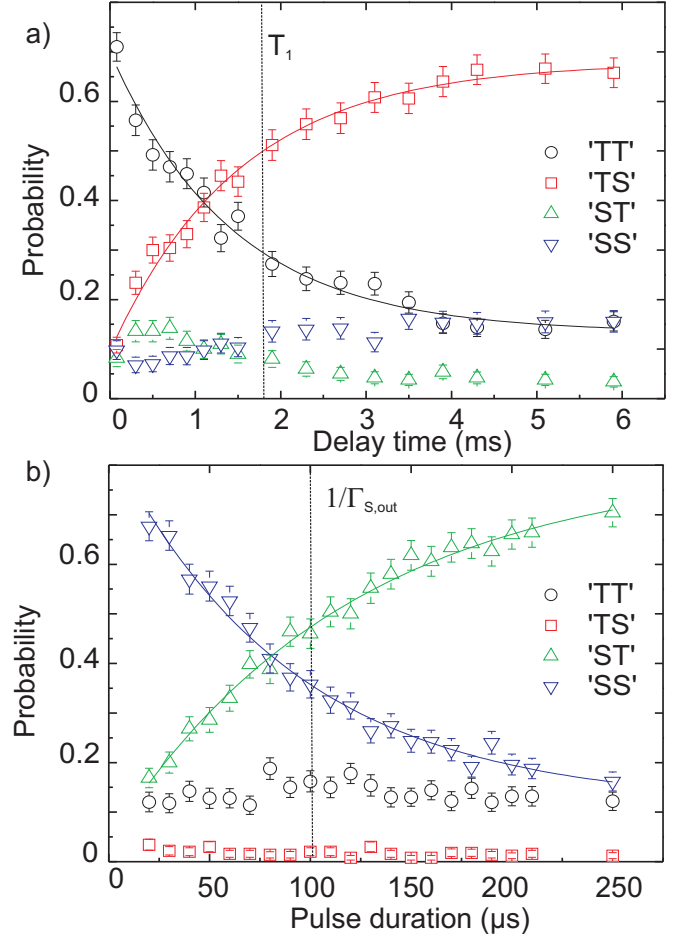 a)
T1
0.6
0.4
0.2
0
Probability
'TT'
'TS'
'ST'
'SS'
0 1 2 3 4 5 6
Delay time (ms)
b)
1/ΓS,out
0.6
0.4
0.2
0
Probability
'TT'
'TS'
'ST'
'SS'
0 50 100 150 200 250
Pulse duration (µs)